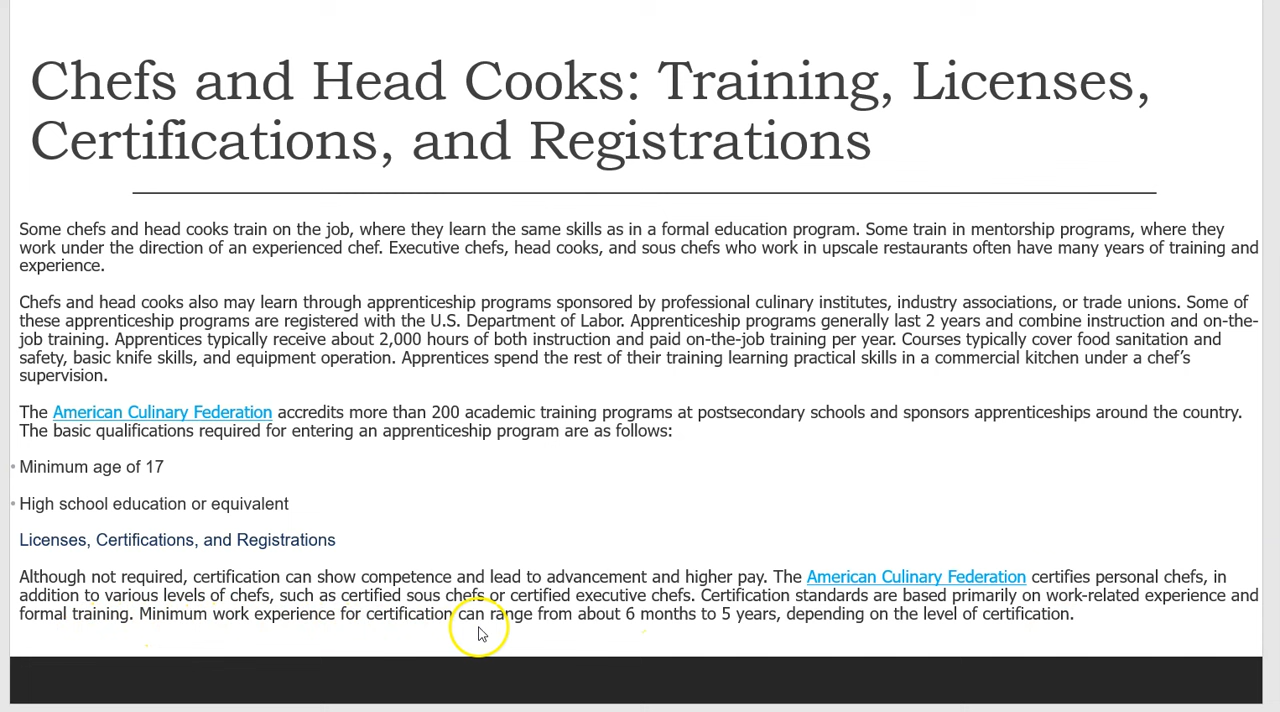 Chefs and Head Cooks: Training, Licenses,
Certifications, and Registrations
Some chefs and head cooks train on the job, where they learn the same skills as in a formal education program. Some train in mentorship programs, where they
work under the direction of an experienced chef. Executive chefs, head cooks, and sous chefs who work in upscale restaurants often have many years of training and
experience.
Chefs and head cooks also may learn through apprenticeship programs sponsored by professional culinary institutes, industry associations, or trade unions. Some of
these apprenticeship programs are registered with the U.S. Department of Labor. Apprenticeship programs generally last 2 years and combine instruction and on-the-
job training. Apprentices typically receive about 2,000 hours of both instruction and paid on-the-job training per year. Courses typically cover food sanitation and
safety, basic knife skills, and equipment operation. Apprentices spend the rest of their training learning practical skills in a commercial kitchen under a chef’s
supervision.
The American Culinary Federation accredits more than 200 academic training programs at postsecondary schools and sponsors apprenticeships around the country.
The basic qualifications required for entering an apprenticeship program are as follows:
• Minimum age of 17
• High school education or equivalent
Licenses, Certifications, and Registrations
Although not required, certification can show competence and lead to advancement and higher pay. The American Culinary Federation certifies personal chefs, in
addition to various levels of chefs, such as certified sous chefs or certified executive chefs. Certification standards are based primarily on work-related experience and
formal training. Minimum work experience for certification can range from about 6 months to 5 years, depending on the level of certification.